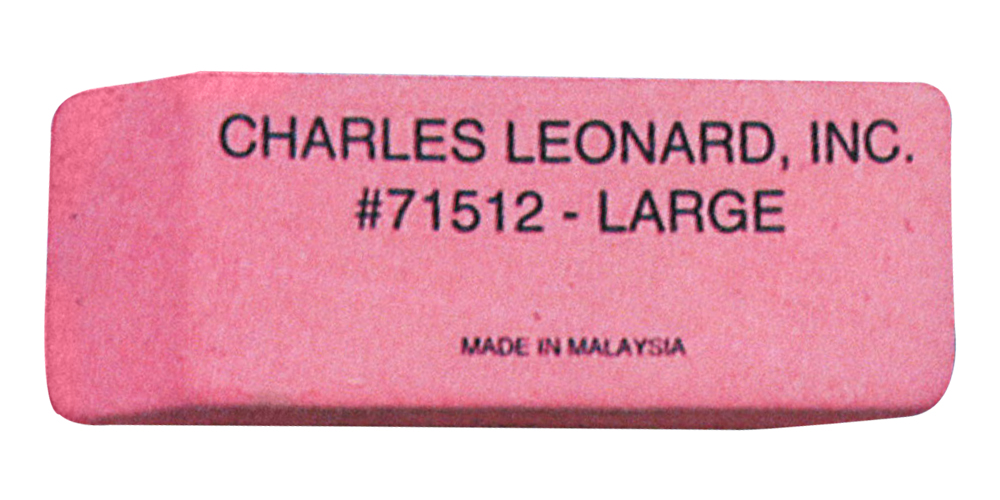 CHARLES LEONARD, INC.
#71512 - LARGE
MADE IN MALAYSIA